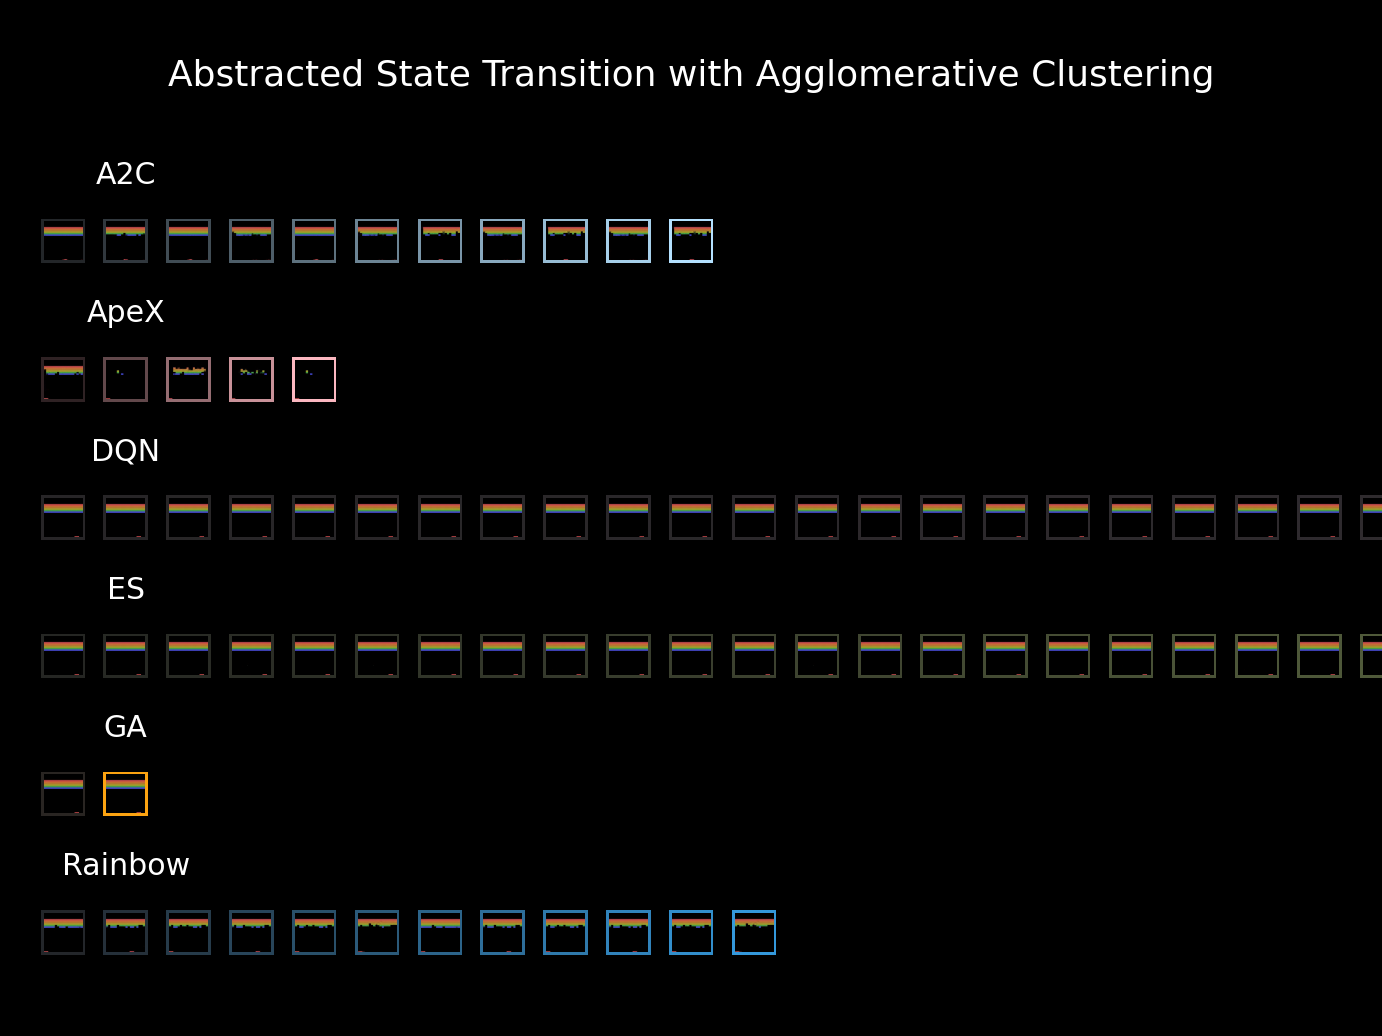 Abstracted State Transition with Agglomerative Clustering
A2C
ApeX
DQN
ES
GA
Rainbow